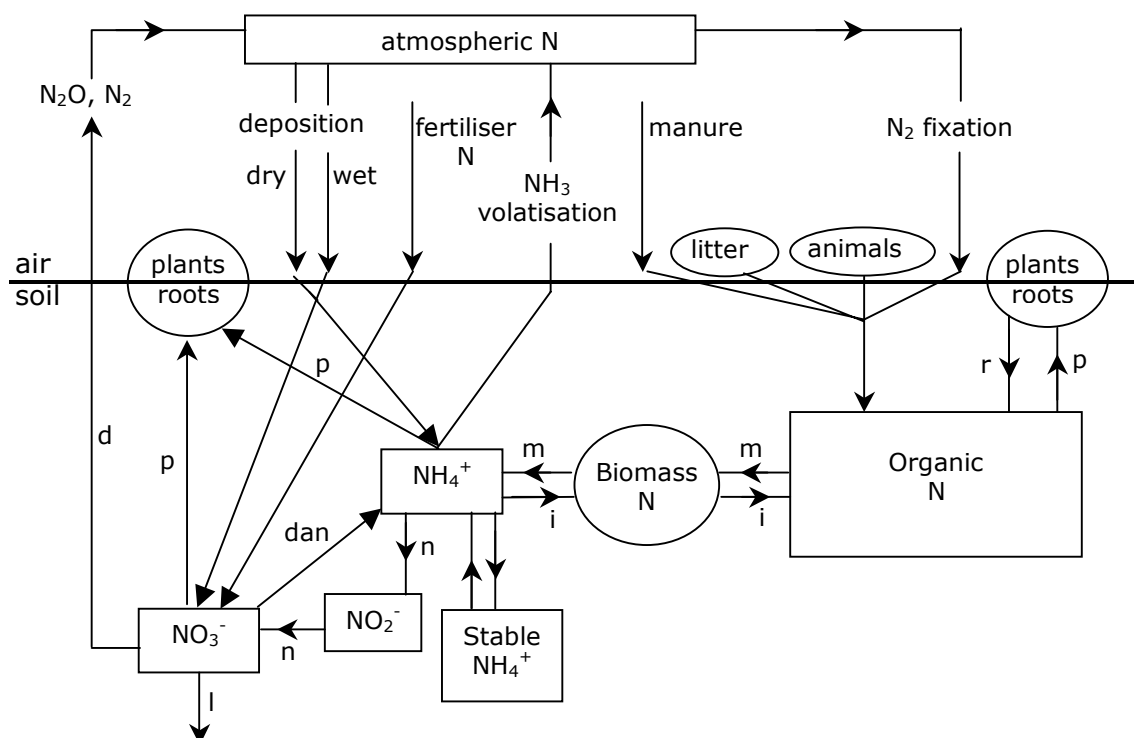 atmospheric N
N₂O, N₂
deposition
fertiliser
N
manure
N₂ fixation
dry
wet
NH₃
volatisation
litter
animals
air
soil
plants
roots
plants
roots
p
r
p
d
p
NH₄⁺
m
i
Biomass
N
m
i
Organic
N
dan
n
NO₃⁻
n
NO₂⁻
Stable
NH₄⁺
l